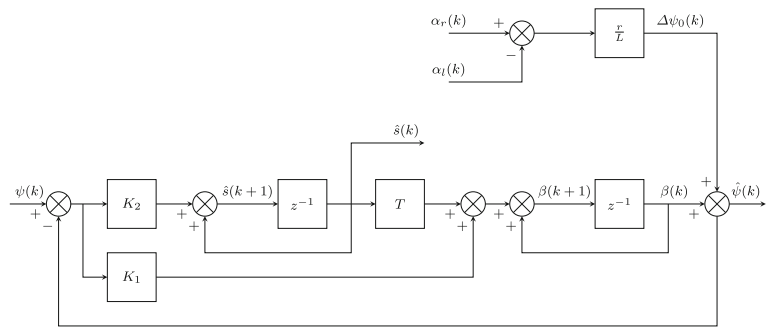 α_r(k)
+
−
r/L
Δψ_0(k)
α_l(k)
ŝ(k)
ψ(k)
+
−
K_2
+
+
ŝ(k+1)
z^{-1}
T
+
+
+
+
β(k+1)
z^{-1}
β(k)
+
+
ψ̂(k)
K_1